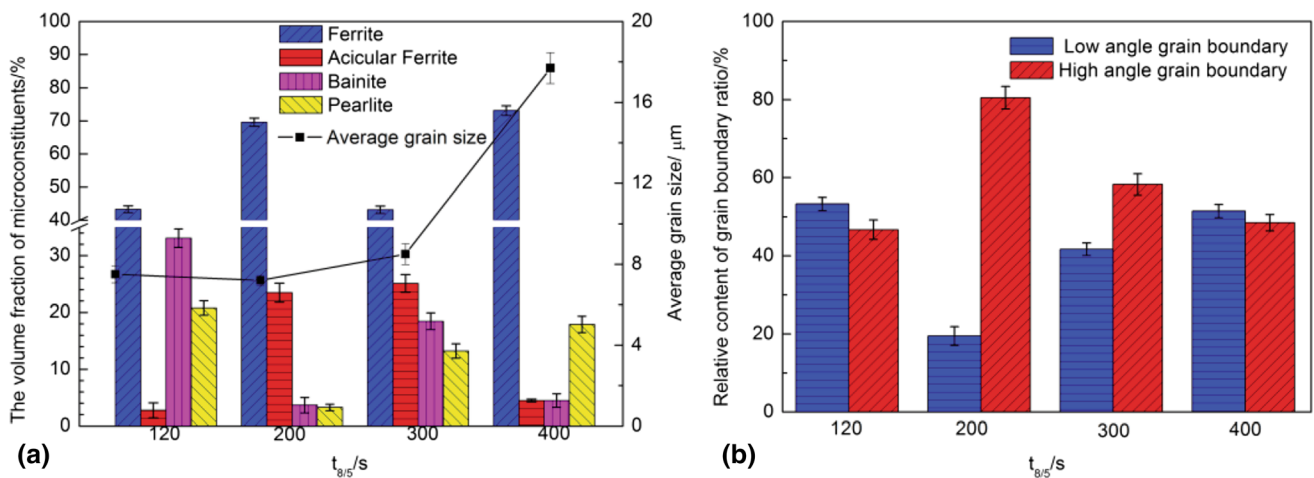 The volume fraction of microconstituents/%
100
90
80
70
60
50
40
30
20
10
0
Ferrite
Acicular Ferrite
Bainite
Pearlite
Average grain size
20
16
12
8
4
0
Average grain size/ μm
120 200 300 400
t8/5/s
(a)
Relative content of grain boundary ratio/%
100
80
60
40
20
0
Low angle grain boundary
High angle grain boundary
120 200 300 400
t8/5/s
(b)